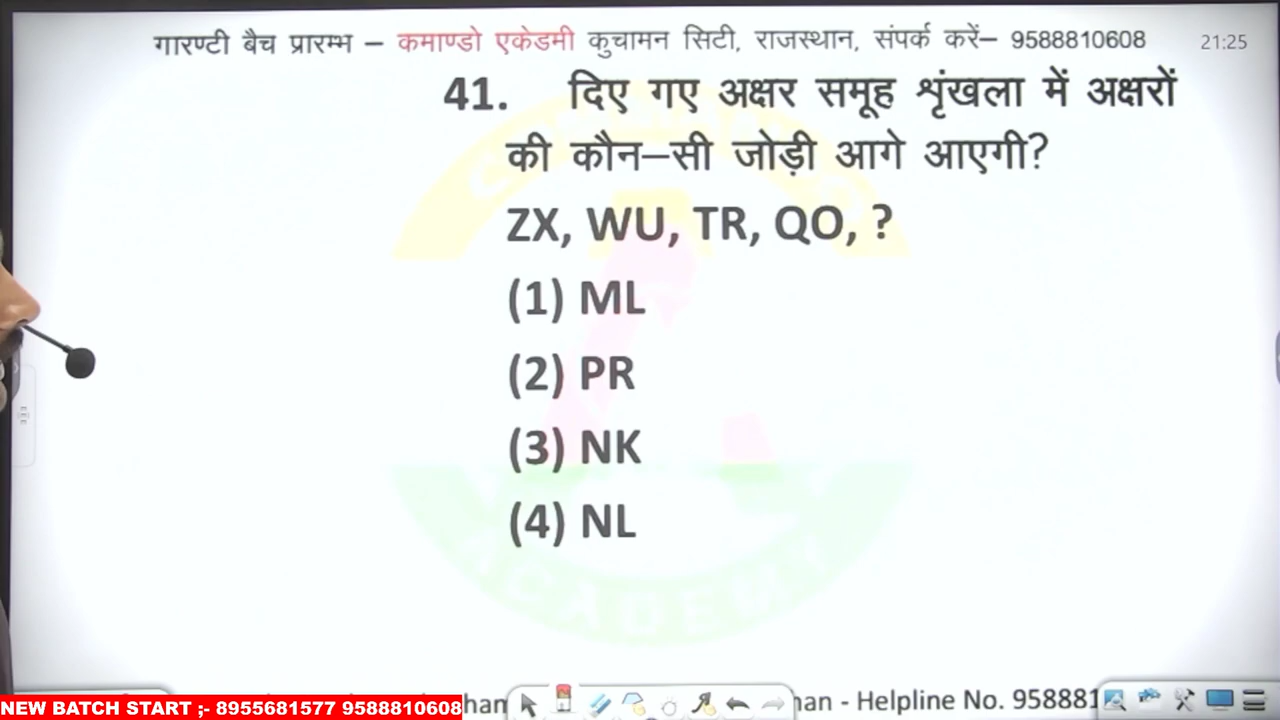 गारण्टी बैच प्रारम्भ – कमाण्डो एकेडमी कुचामन सिटी, राजस्थान, संपर्क करें– 9588810608
21:25
41. दिए गए अक्षर समूह शृंखला में अक्षरों
की कौन–सी जोड़ी आगे आएगी?
ZX, WU, TR, QO, ?
(1) ML
(2) PR
(3) NK
(4) NL
ACADEMY
- Helpline No. 958881
NEW BATCH START ;- 8955681577 9588810608